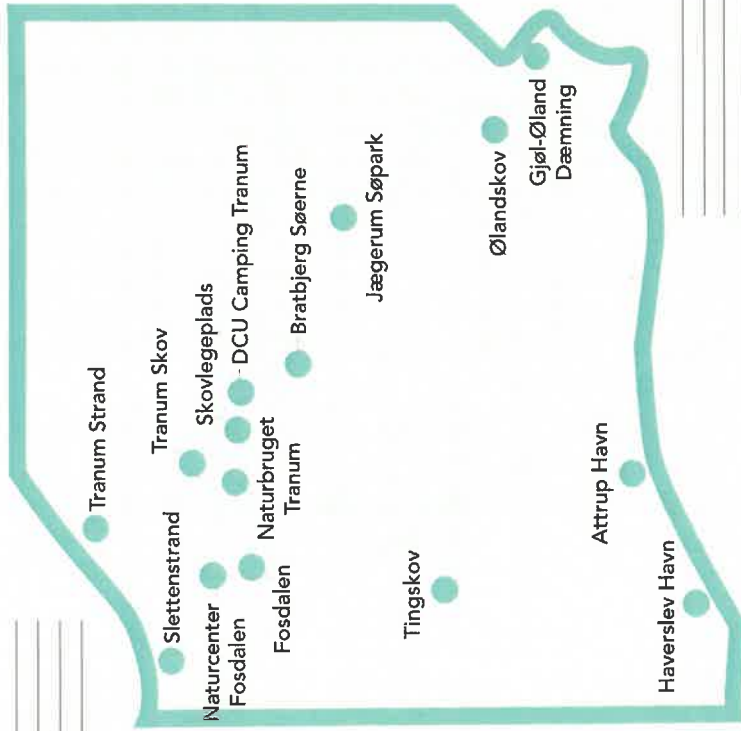 Tranum Strand
Slettenstrand
Tranum Skov
Skovlegeplads
DCU Camping Tranum
Naturcenter
Fosdalen
Fosdalen
Naturbruget
Tranum
Bratbjerg Søerne
Jægerum Søpark
Tingskov
Ølandskov
Gjøl-Øland
Dæmning
Attrup Havn
Haverslev Havn